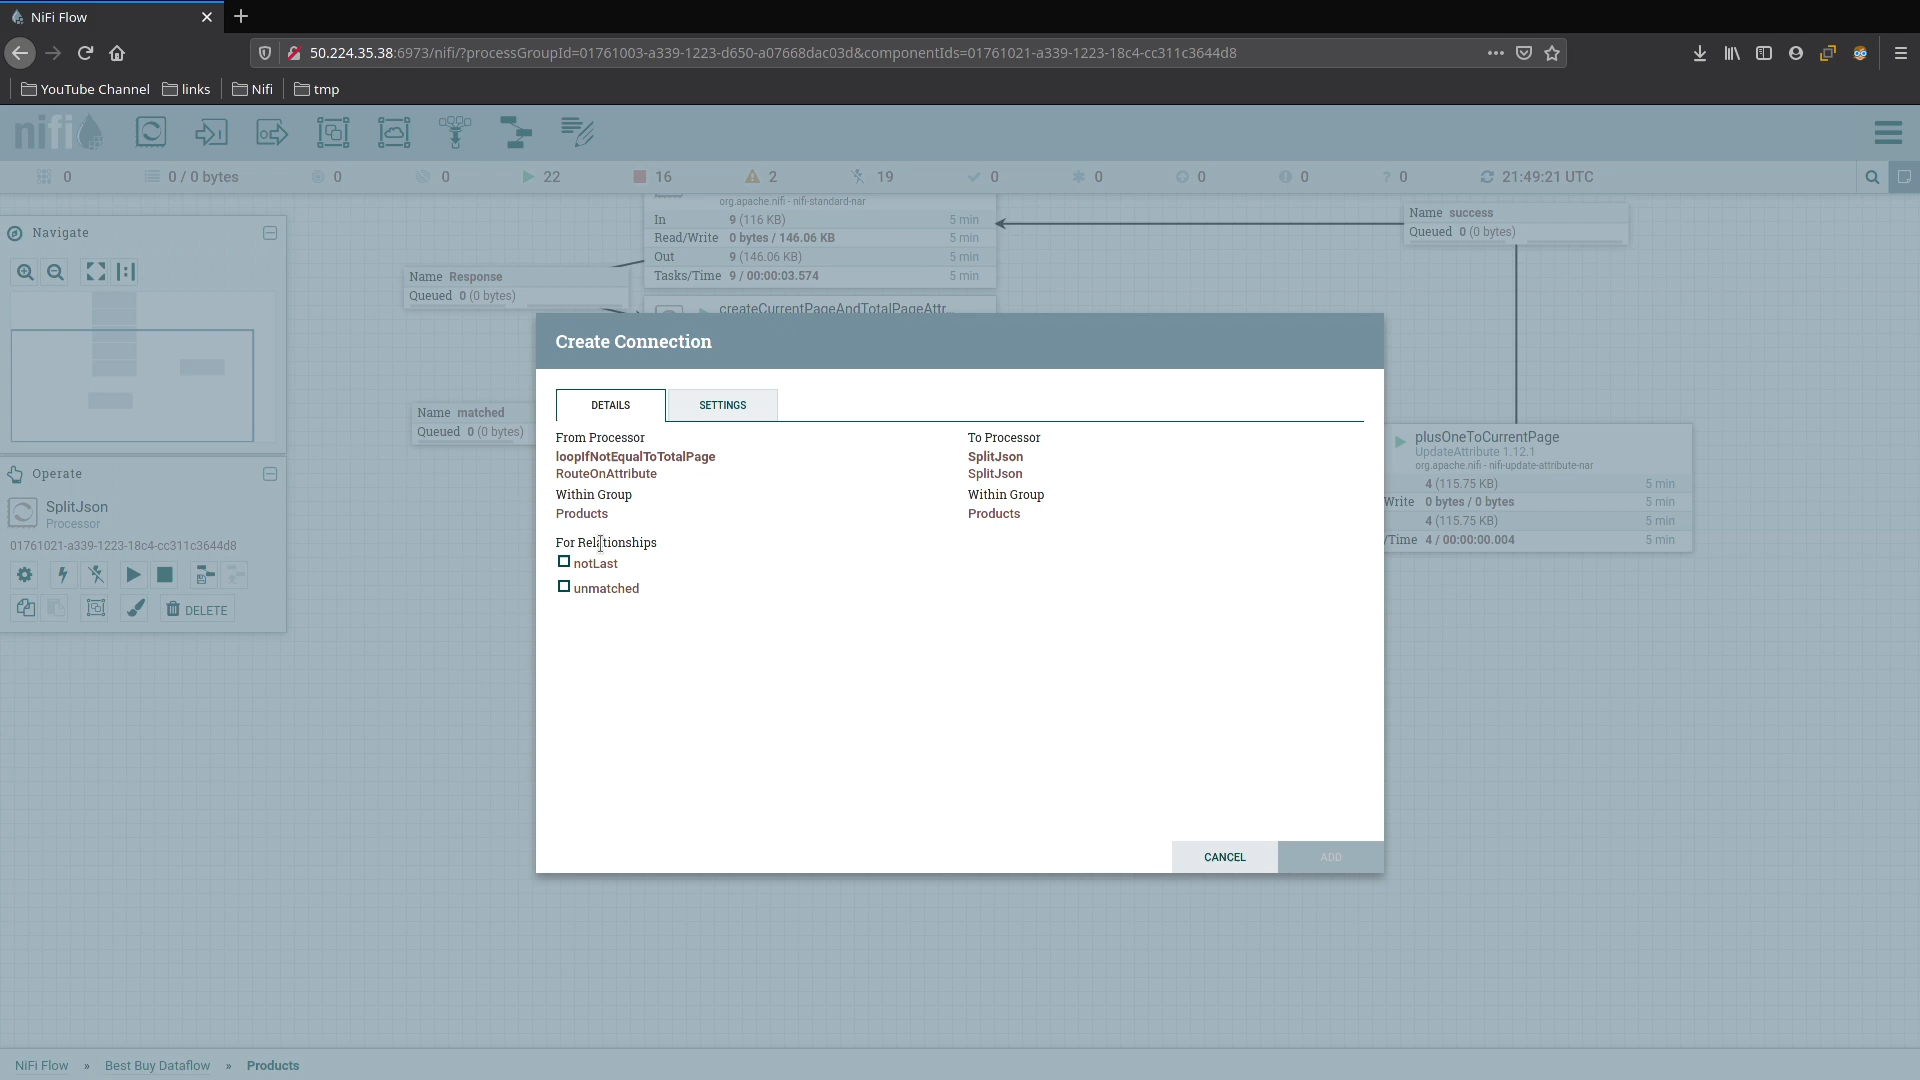 NiFi Flow
50.224.35.38:6973/nifi/?processGroupId=01761003-a339-1223-d650-a07668dac03d&componentIds=01761021-a339-1223-18c4-cc311c3644d8
YouTube Channel links Nifi tmp
nifi
0 0 / 0 bytes 0 0 22 16 2 19 0 0 0 0 ? 0 21:49:21 UTC
Navigate
Operate
SplitJson
Processor
01761021-a339-1223-18c4-cc311c3644d8
DELETE
org.apache.nifi - nifi-standard-nar
In 9 (116 KB) 5 min
Read/Write 0 bytes / 146.06 KB 5 min
Out 9 (146.06 KB) 5 min
Tasks/Time 9 / 00:00:03.574 5 min
Name Response
Queued 0 (0 bytes)
createCurrentPageAndTotalPageAttr...
Name matched
Queued 0 (0 bytes)
Name success
Queued 0 (0 bytes)
plusOneToCurrentPage
UpdateAttribute 1.12.1
org.apache.nifi - nifi-update-attribute-nar
4 (115.75 KB) 5 min
Write 0 bytes / 0 bytes 5 min
4 (115.75 KB) 5 min
/Time 4 / 00:00:00.004 5 min
Create Connection
DETAILS SETTINGS
From Processor
loopIfNotEqualToTotalPage
RouteOnAttribute
Within Group
Products
To Processor
SplitJson
SplitJson
Within Group
Products
For Relationships
notLast
unmatched
CANCEL ADD
NiFi Flow » Best Buy Dataflow » Products